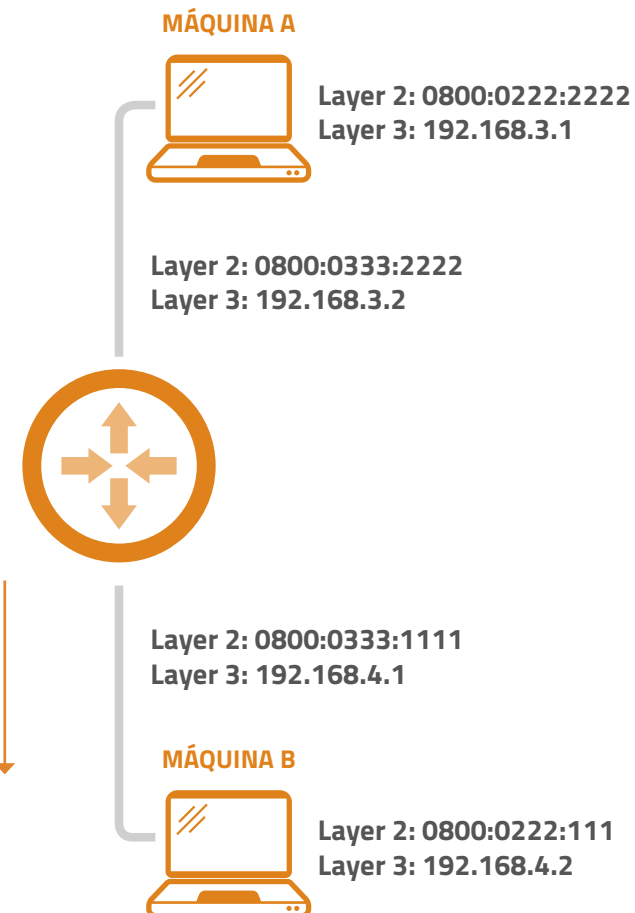 MÁQUINA A
Layer 2: 0800:0222:2222
Layer 3: 192.168.3.1
Layer 2: 0800:0333:2222
Layer 3: 192.168.3.2
Layer 2: 0800:0333:1111
Layer 3: 192.168.4.1
MÁQUINA B
Layer 2: 0800:0222:111
Layer 3: 192.168.4.2